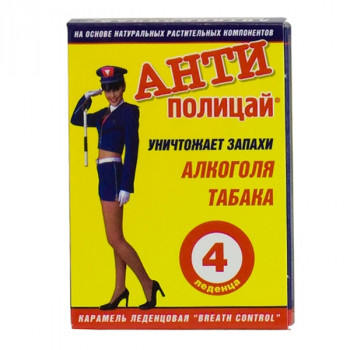 НА ОСНОВЕ НАТУРАЛЬНЫХ РАСТИТЕЛЬНЫХ КОМПОНЕНТОВ
АНТИ
ПОЛИЦАЙ®
УНИЧТОЖАЕТ ЗАПАХИ
АЛКОГОЛЯ
ТАБАКА
4
леденца
КАРАМЕЛЬ ЛЕДЕНЦОВАЯ "BREATH CONTROL"